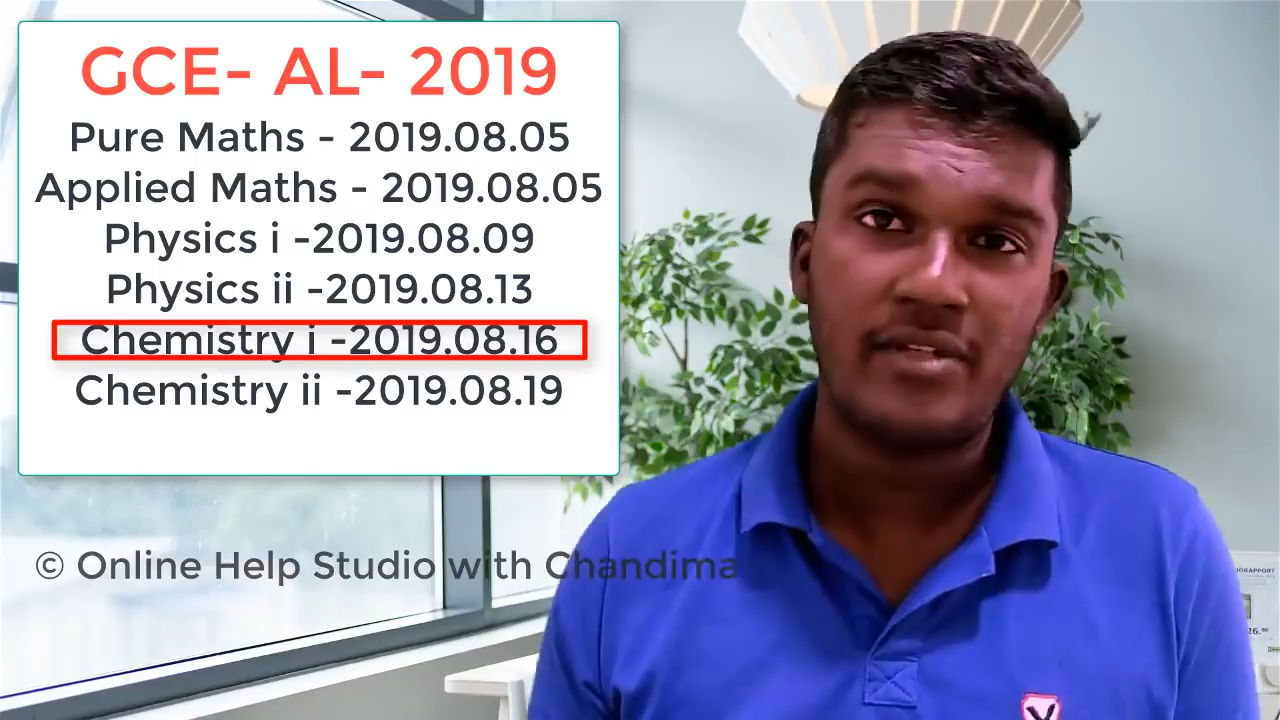 GCE- AL- 2019
Pure Maths - 2019.08.05
Applied Maths - 2019.08.05
Physics i -2019.08.09
Physics ii -2019.08.13
Chemistry i -2019.08.16
Chemistry ii -2019.08.19
© Online Help Studio with Chandima